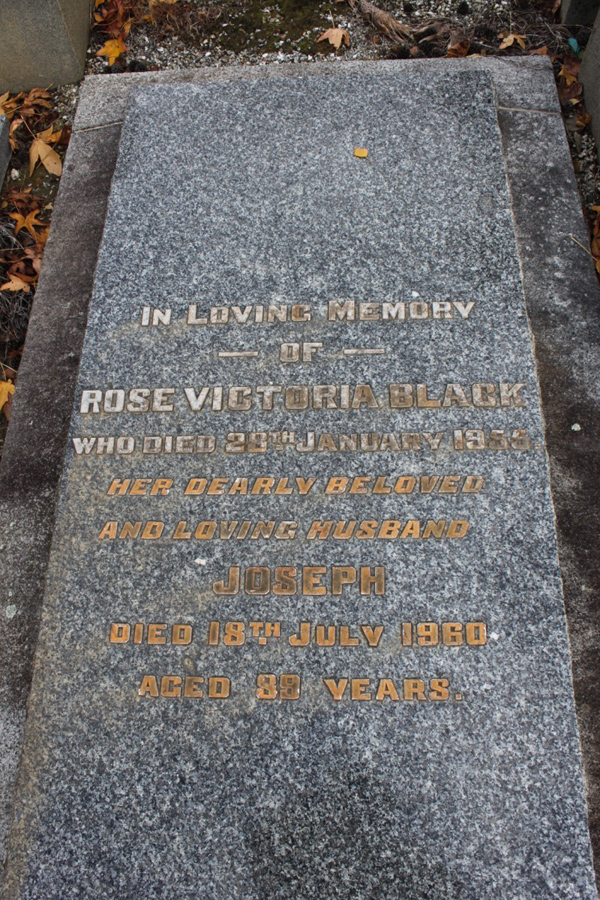 IN LOVING MEMORY
— OF —
ROSE VICTORIA BLACK
WHO DIED JANUARY
HER DEARLY BELOVED
AND LOVING HUSBAND
JOSEPH
DIED 18TH JULY 1960
AGED YEARS.